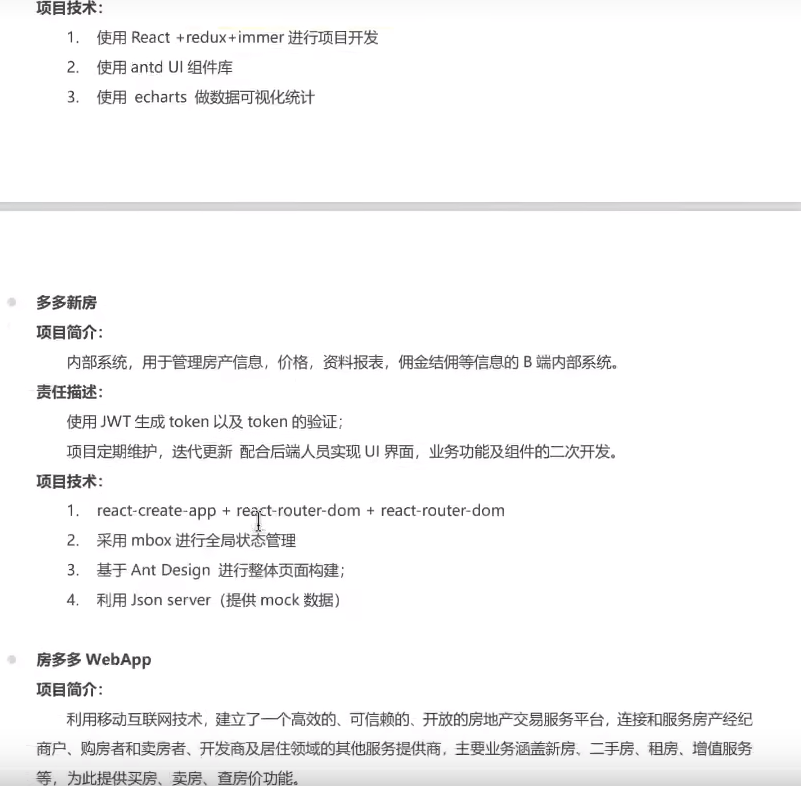 项目技术：
1. 使用 React +redux+immer 进行项目开发
2. 使用 antd UI 组件库
3. 使用 echarts 做数据可视化统计
多多新房
项目简介：
内部系统，用于管理房产信息，价格，资料报表，佣金结佣等信息的 B 端内部系统。
责任描述：
使用 JWT 生成 token 以及 token 的验证；
项目定期维护，迭代更新 配合后端人员实现 UI 界面，业务功能及组件的二次开发。
项目技术：
1. react-create-app + react-router-dom + react-router-dom
2. 采用 mbox 进行全局状态管理
3. 基于 Ant Design 进行整体页面构建；
4. 利用 Json server（提供 mock 数据）
房多多 WebApp
项目简介：
利用移动互联网技术，建立了一个高效的、可信赖的、开放的房地产交易服务平台，连接和服务房产经纪
商户、购房者和卖房者、开发商及居住领域的其他服务提供商，主要业务涵盖新房、二手房、租房、增值服务
等，为此提供买房、卖房、查房价功能。